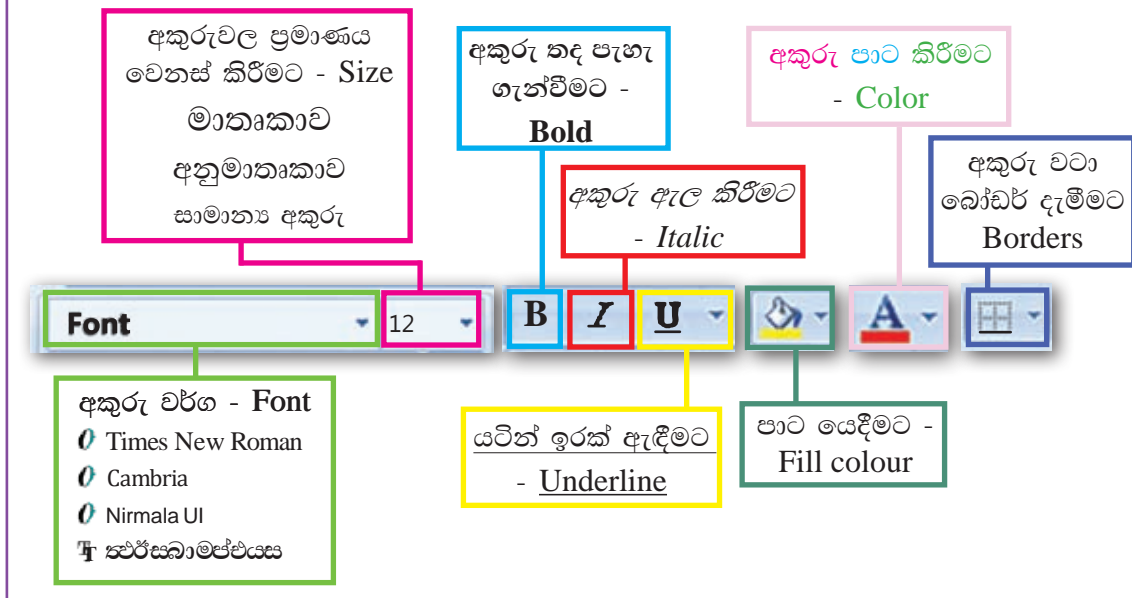 අකුරුවල ප්‍රමාණය
වෙනස් කිරීමට - Size
මාතෘකාව
අනුමාතෘකාව
සාමාන්‍ය අකුරු
අකුරු තද පැහැ
ගැන්වීමට -
Bold
අකුරු පාට කිරීමට
- Color
අකුරු ඇල කිරීමට
- Italic
අකුරු වටා
බෝඩර් දැමීමට
Borders
Font
12
B
I
U
A
අකුරු වර්ග - Font
Times New Roman
Cambria
Nirmala UI
යටින් ඉරක් ඇඳීමට
- Underline
පාට යෙදීමට -
Fill colour